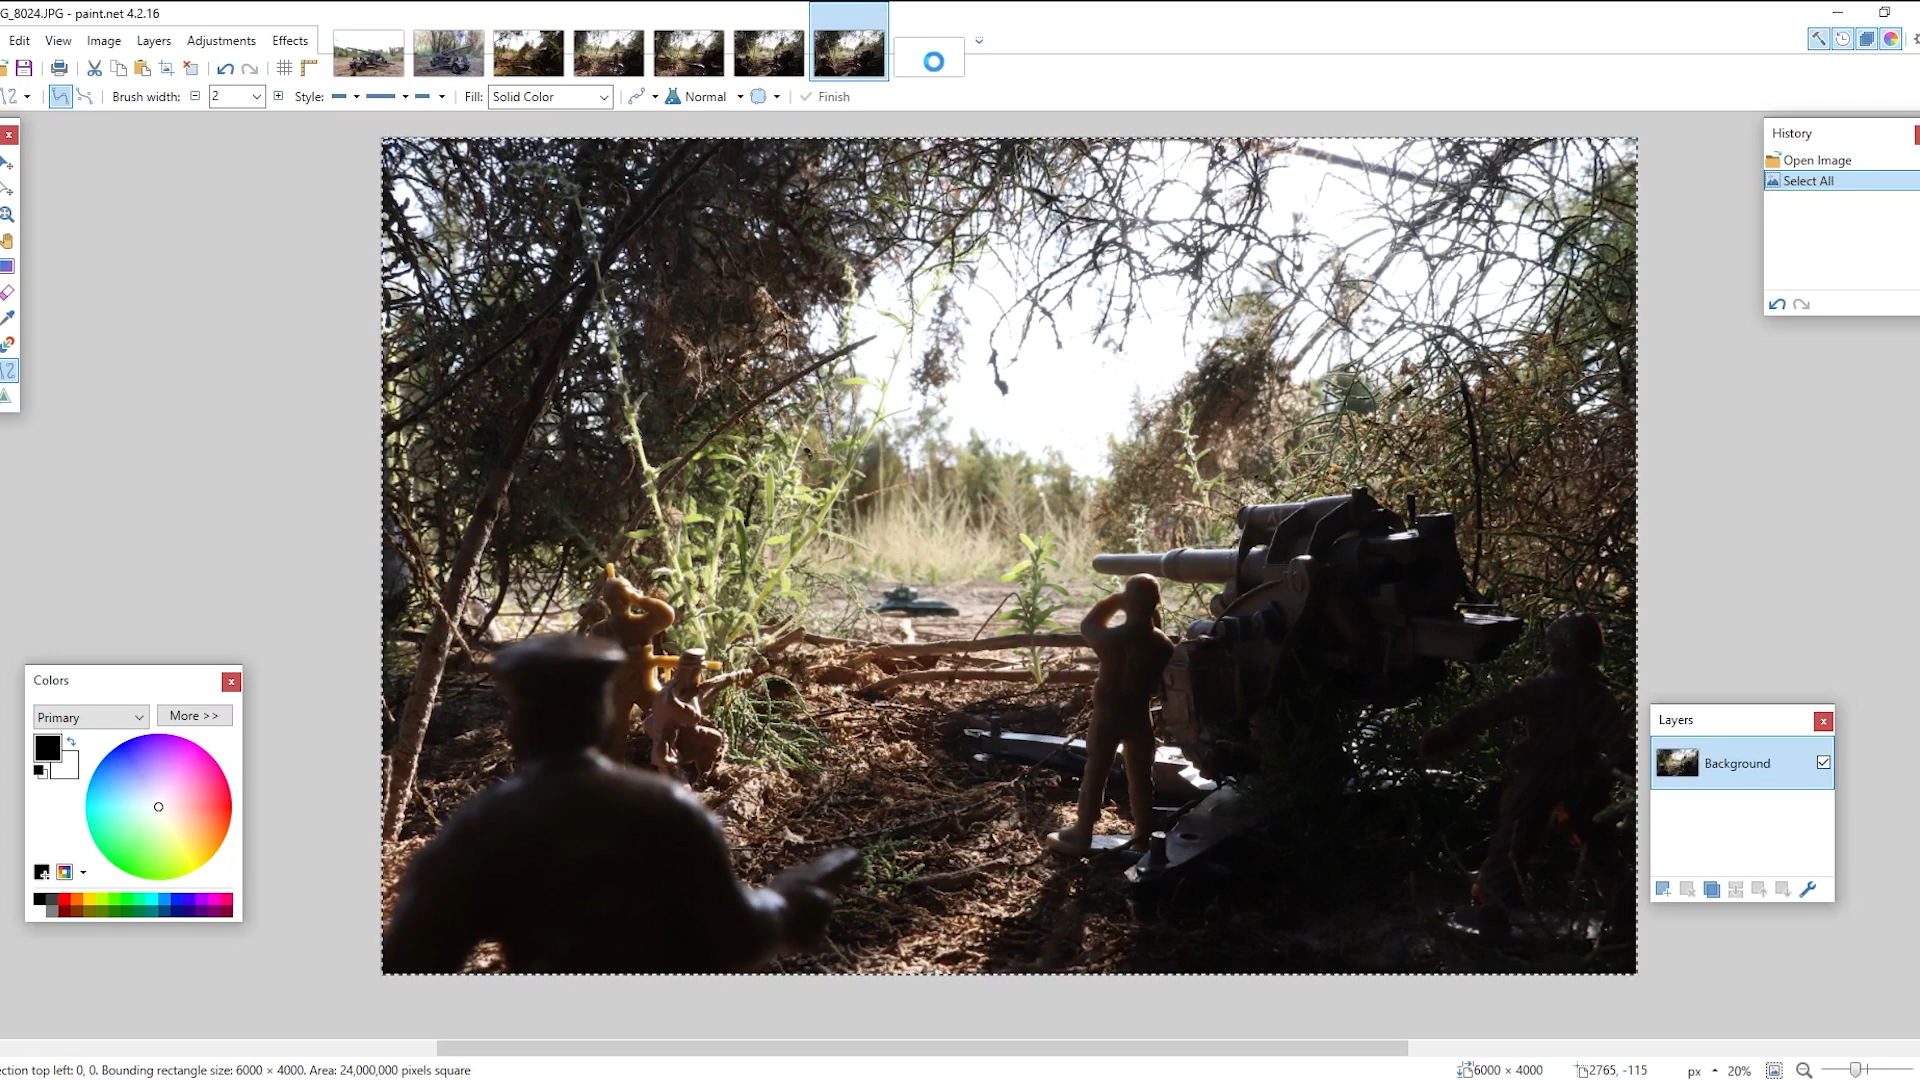 G_8024.JPG - paint.net 4.2.16
Edit View Image Layers Adjustments Effects
Brush width: 2 Style: Fill: Solid Color Normal Finish
History
Open Image
Select All
Colors
Primary More >>
Layers
Background
ction top left: 0, 0. Bounding rectangle size: 6000 × 4000. Area: 24,000,000 pixels square
6000 × 4000 2765, -115 px 20%